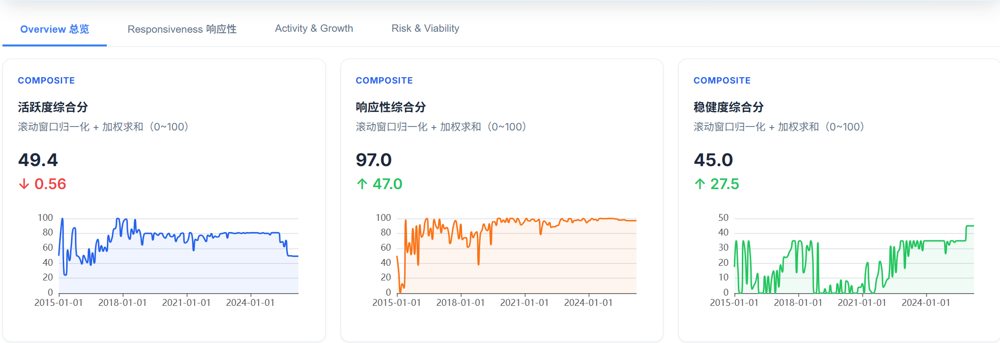 Overview 总览
Responsiveness 响应性
Activity & Growth
Risk & Viability
COMPOSITE
活跃度综合分
滚动窗口归一化 + 加权求和（0~100）
49.4
↓ 0.56
100
80
60
40
20
0
2015-01-01 2018-01-01 2021-01-01 2024-01-01
COMPOSITE
响应性综合分
滚动窗口归一化 + 加权求和（0~100）
97.0
↑ 47.0
100
80
60
40
20
0
2015-01-01 2018-01-01 2021-01-01 2024-01-01
COMPOSITE
稳健度综合分
滚动窗口归一化 + 加权求和（0~100）
45.0
↑ 27.5
50
40
30
20
10
0
2015-01-01 2018-01-01 2021-01-01 2024-01-01